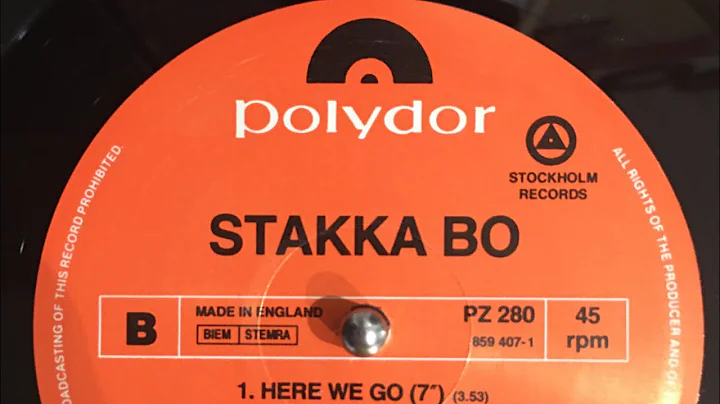 polydor
STOCKHOLM
RECORDS
STAKKA BO
B
MADE IN ENGLAND
BIEM STEMRA
PZ 280
859 407-1
45
rpm
1. HERE WE GO (7″) (3.53)
OADCASTING OF THIS RECORD PROHIBITED.
ALL RIGHTS OF THE PRODUCER AND OF